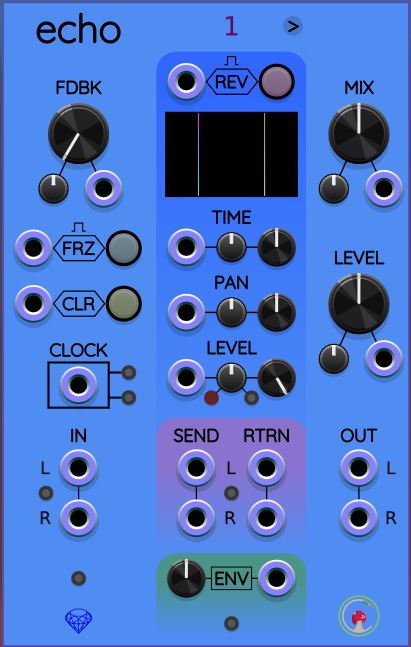 echo
1 >
FDBK
REV
MIX
TIME
FRZ
PAN
LEVEL
CLR
CLOCK
LEVEL
IN
SEND RTRN
OUT
L L L
R R R
ENV